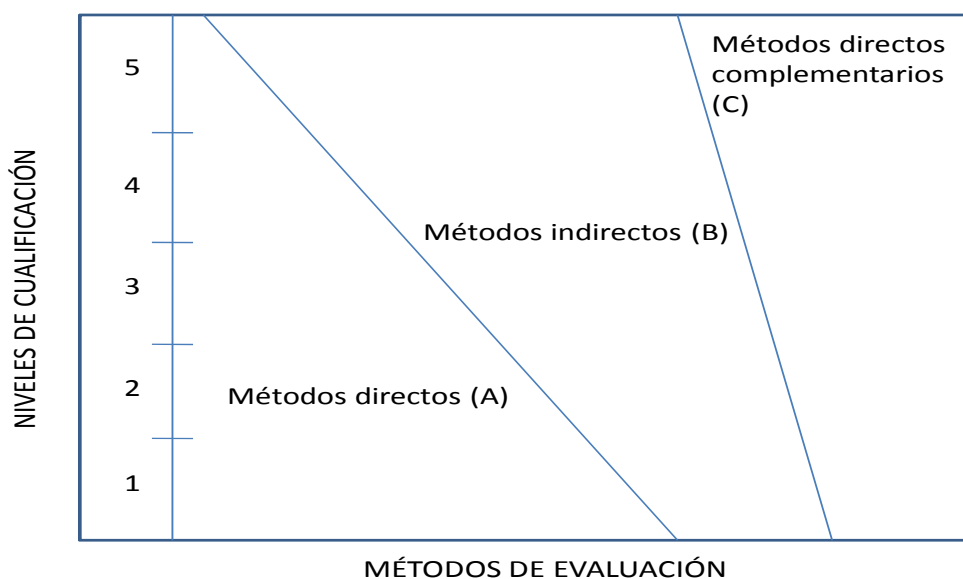 NIVELES DE CUALIFICACIÓN
5
4
3
2
1
Métodos directos
complementarios
(C)
Métodos indirectos (B)
Métodos directos (A)
MÉTODOS DE EVALUACIÓN